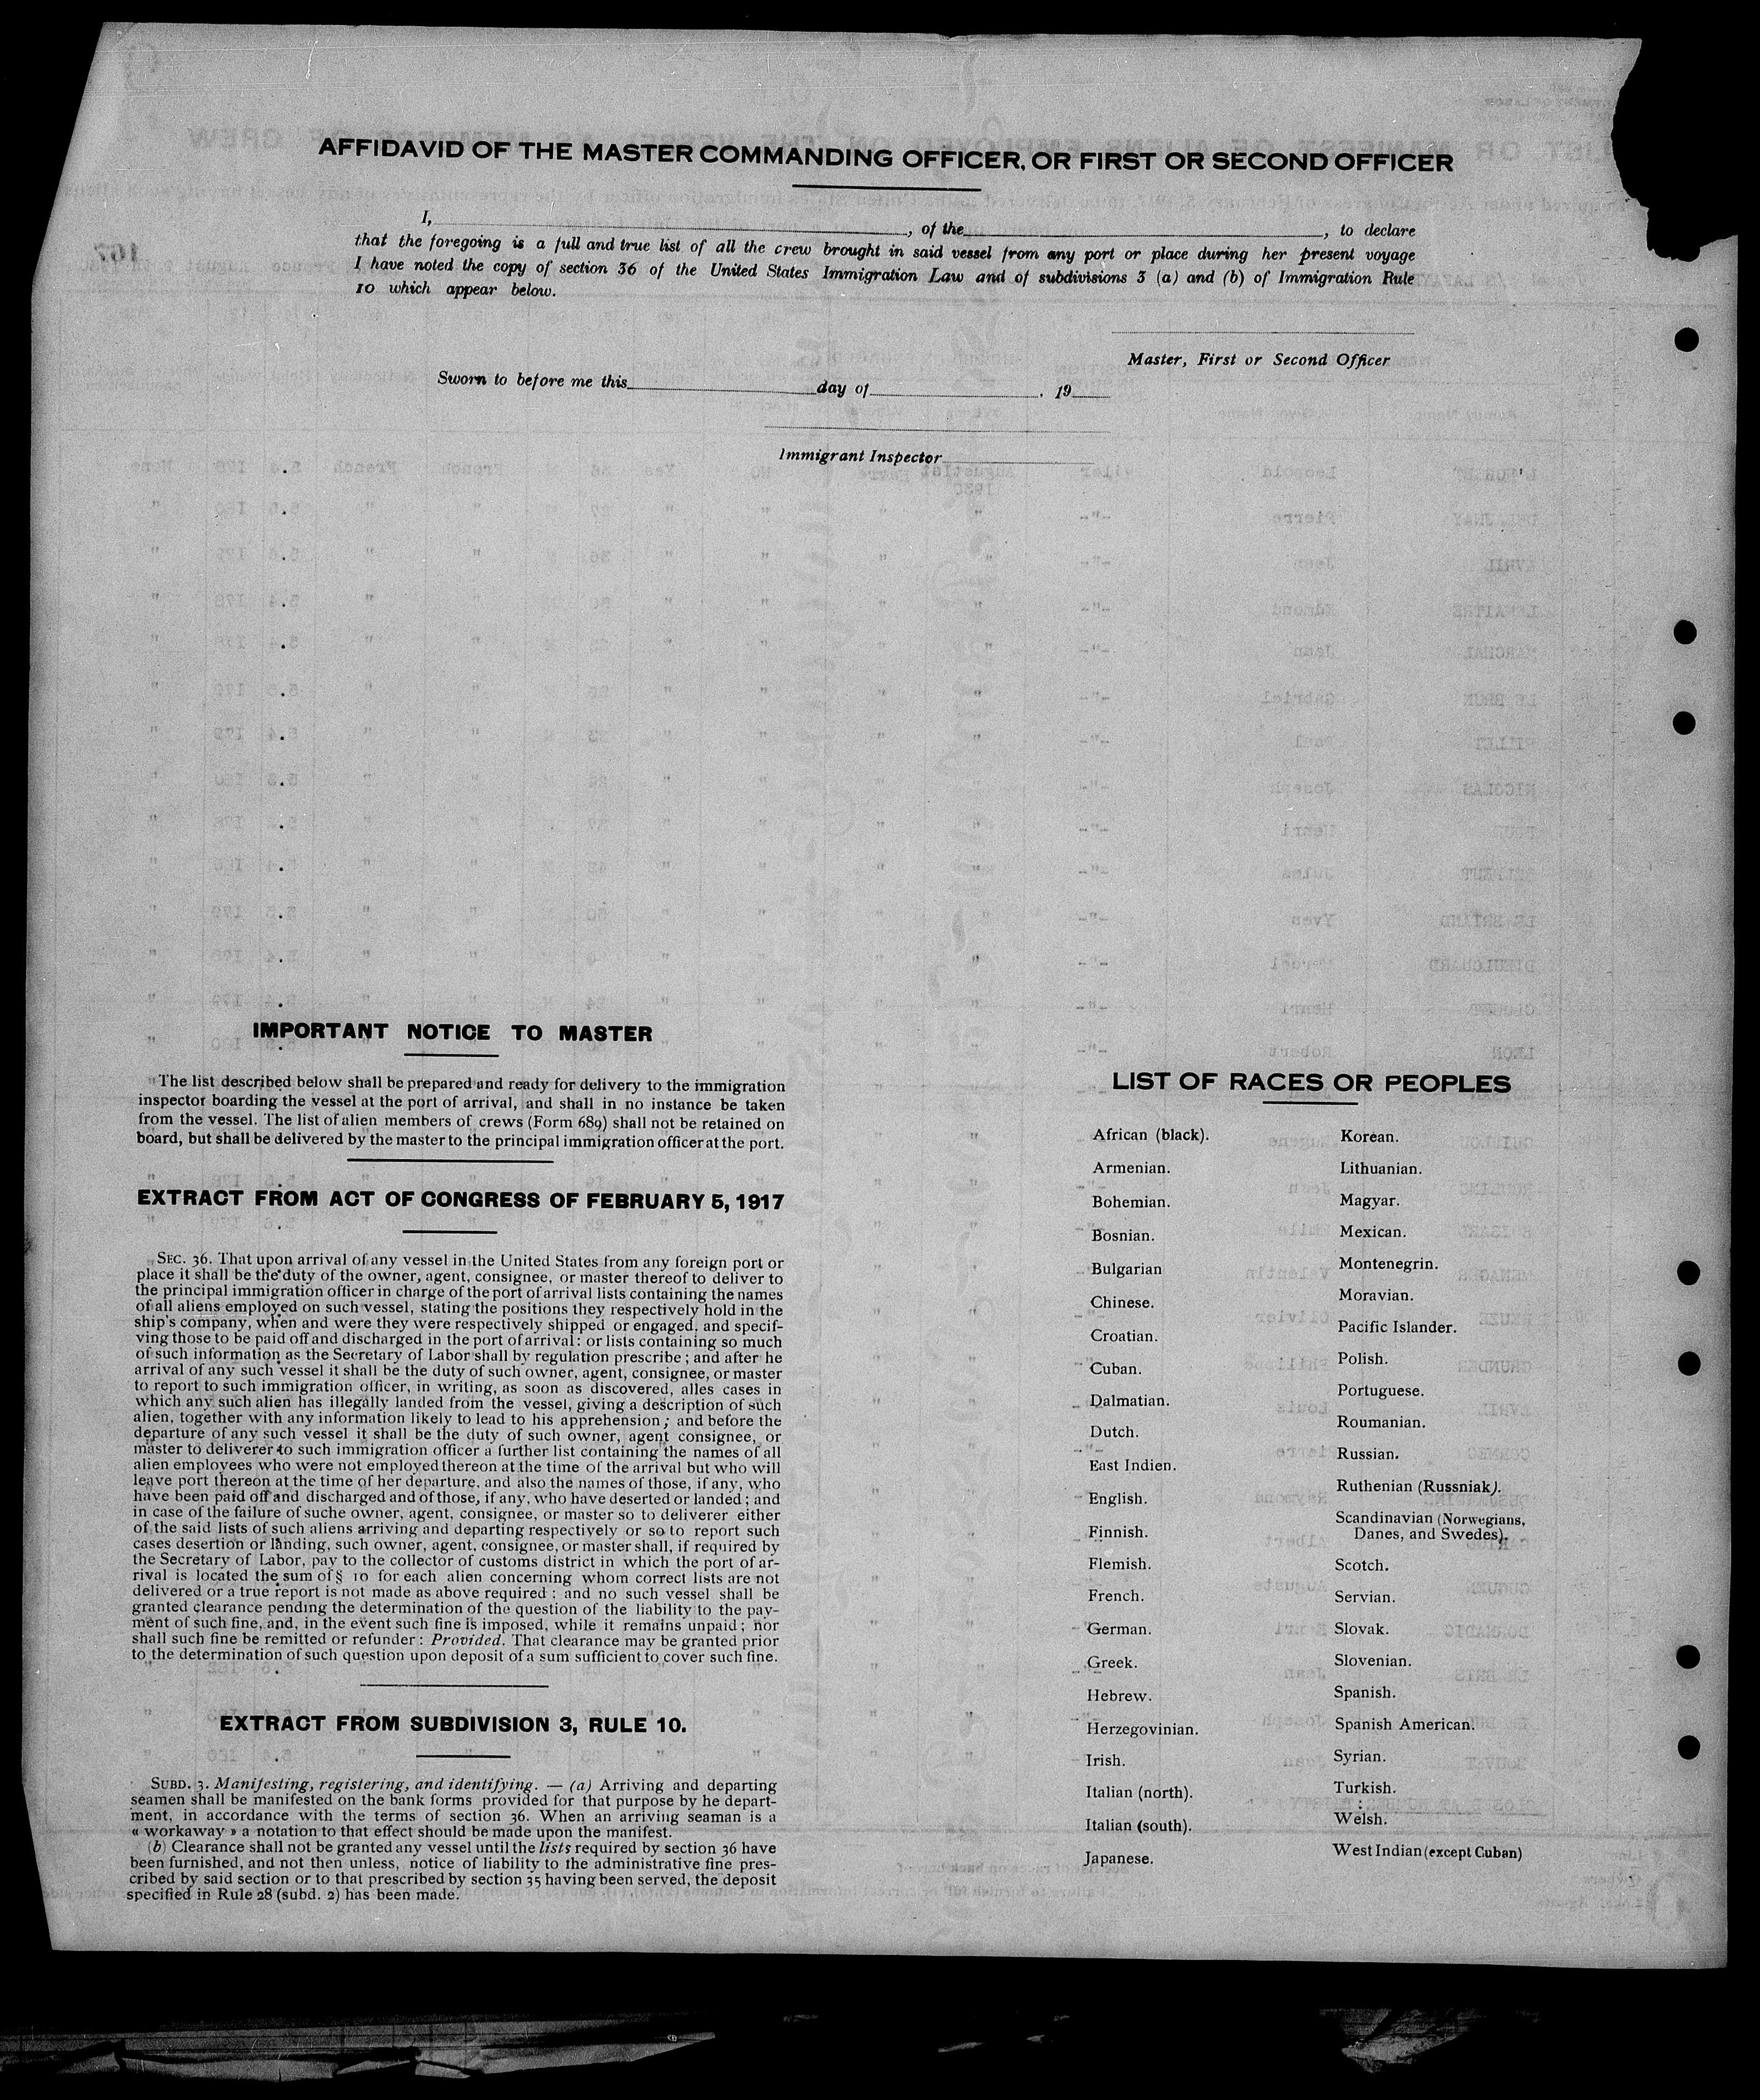 AFFIDAVID OF THE MASTER COMMANDING OFFICER, OR FIRST OR SECOND OFFICER
I, , of the , to declare
that the foregoing is a full and true list of all the crew brought in said vessel from any port or place during her present voyage
I have noted the copy of section 36 of the United States Immigration Law and of subdivisions 3 (a) and (b) of Immigration Rule
10 which appear below.
Master, First or Second Officer
Sworn to before me this day of . 19
Immigrant Inspector
IMPORTANT NOTICE TO MASTER
The list described below shall be prepared and ready for delivery to the immigration
inspector boarding the vessel at the port of arrival, and shall in no instance be taken
from the vessel. The list of alien members of crews (Form 689) shall not be retained on
board, but shall be delivered by the master to the principal immigration officer at the port.
EXTRACT FROM ACT OF CONGRESS OF FEBRUARY 5, 1917
SEC. 36. That upon arrival of any vessel in the United States from any foreign port or
place it shall be the duty of the owner, agent, consignee, or master thereof to deliver to
the principal immigration officer in charge of the port of arrival lists containing the names
of all aliens employed on such vessel, stating the positions they respectively hold in the
ship's company, when and were they were respectively shipped or engaged, and specif-
ving those to be paid off and discharged in the port of arrival: or lists containing so much
of such information as the Secretary of Labor shall by regulation prescribe; and after he
arrival of any such vessel it shall be the duty of such owner, agent, consignee, or master
to report to such immigration officer, in writing, as soon as discovered, alles cases in
which any such alien has illegally landed from the vessel, giving a description of such
alien, together with any information likely to lead to his apprehension; and before the
departure of any such vessel it shall be the duty of such owner, agent consignee, or
master to deliverer to such immigration officer a further list containing the names of all
alien employees who were not employed thereon at the time of the arrival but who will
leave port thereon at the time of her departure, and also the names of those, if any, who
have been paid off and discharged and of those, if any, who have deserted or landed; and
in case of the failure of suche owner, agent, consignee, or master so to deliverer either
of the said lists of such aliens arriving and departing respectively or so to report such
cases desertion or landing, such owner, agent, consignee, or master shall, if required by
the Secretary of Labor, pay to the collector of customs district in which the port of ar-
rival is located the sum of § 10 for each alien concerning whom correct lists are not
delivered or a true report is not made as above required; and no such vessel shall be
granted clearance pending the determination of the question of the liability to the pay-
ment of such fine, and, in the event such fine is imposed, while it remains unpaid; nor
shall such fine be remitted or refunder: Provided. That clearance may be granted prior
to the determination of such question upon deposit of a sum sufficient to cover such fine.
EXTRACT FROM SUBDIVISION 3, RULE 10.
SUBD. 3. Manifesting, registering, and identifying. — (a) Arriving and departing
seamen shall be manifested on the bank forms provided for that purpose by he depart-
ment, in accordance with the terms of section 36. When an arriving seaman is a
« workaway » a notation to that effect should be made upon the manifest.
(b) Clearance shall not be granted any vessel until the lists required by section 36 have
been furnished, and not then unless, notice of liability to the administrative fine pres-
cribed by said section or to that prescribed by section 35 having been served, the deposit
specified in Rule 28 (subd. 2) has been made.
LIST OF RACES OR PEOPLES
African (black).
Armenian.
Bohemian.
Bosnian.
Bulgarian
Chinese.
Croatian.
Cuban.
Dalmatian.
Dutch.
East Indien.
English.
Finnish.
Flemish.
French.
German.
Greek.
Hebrew.
Herzegovinian.
Irish.
Italian (north).
Italian (south).
Japanese.
Korean.
Lithuanian.
Magyar.
Mexican.
Montenegrin.
Moravian.
Pacific Islander.
Polish.
Portuguese.
Roumanian.
Russian.
Ruthenian (Russniak).
Scandinavian (Norwegians,
Danes, and Swedes).
Scotch.
Servian.
Slovak.
Slovenian.
Spanish.
Spanish American.
Syrian.
Turkish.
Welsh.
West Indian (except Cuban)